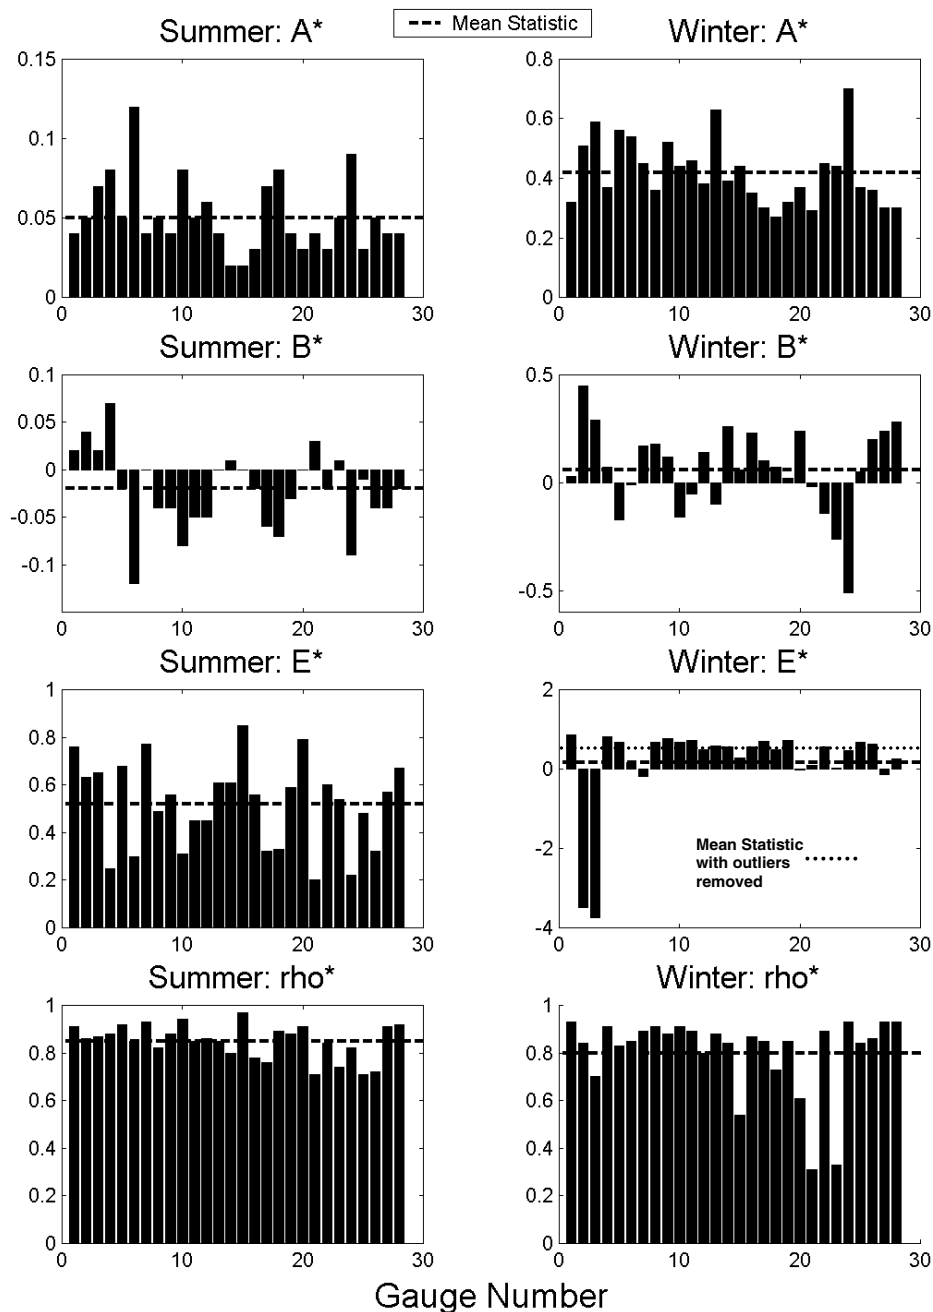 Summer: A*
Mean Statistic
Winter: A*
0.15
0.1
0.05
0
0 10 20 30
0.8
0.6
0.4
0.2
0
0 10 20 30
Summer: B*
Winter: B*
0.1
0.05
0
-0.05
-0.1
0 10 20 30
0.5
0
-0.5
0 10 20 30
Summer: E*
Winter: E*
1
0.8
0.6
0.4
0.2
0
0 10 20 30
2
0
-2
-4
0 10 20 30
Mean Statistic
with outliers
removed
Summer: rho*
Winter: rho*
1
0.8
0.6
0.4
0.2
0
0 10 20 30
1
0.8
0.6
0.4
0.2
0
0 10 20 30
Gauge Number